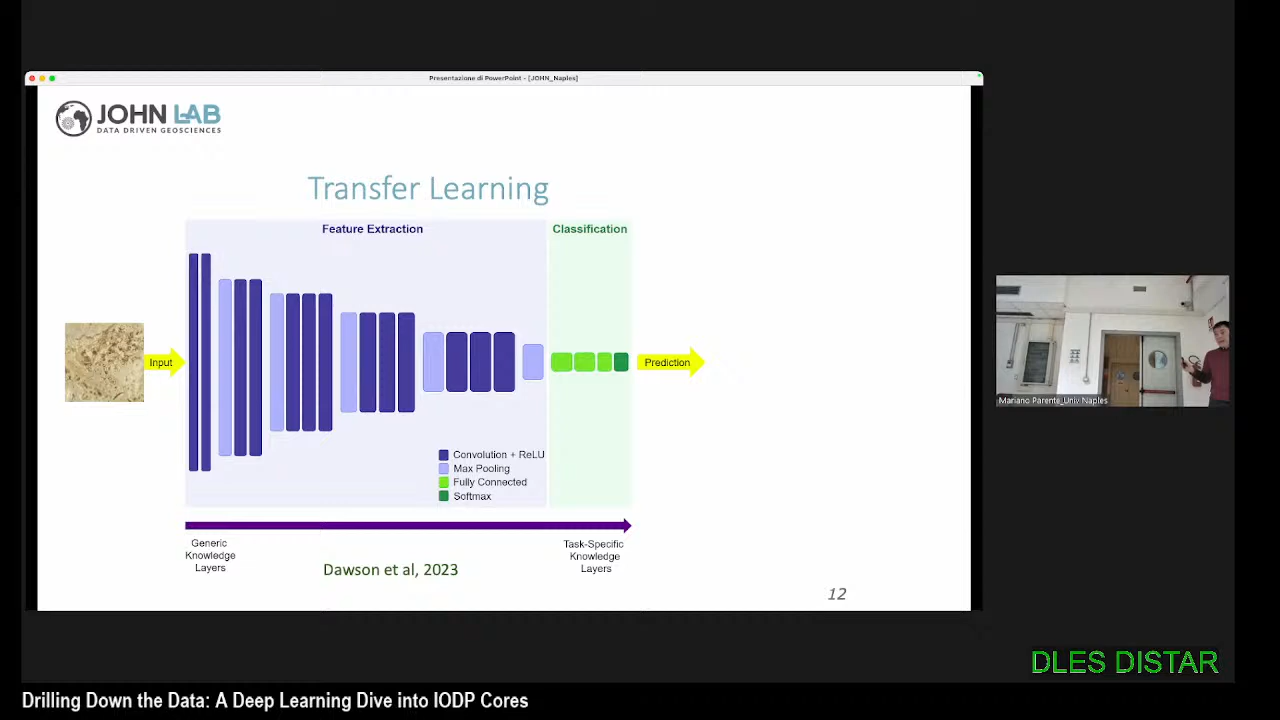 Presentazione di PowerPoint - [JOHN_Naples]
JOHN LAB
DATA DRIVEN GEOSCIENCES
Transfer Learning
Feature Extraction
Classification
Input
Prediction
Convolution + ReLU
Max Pooling
Fully Connected
Softmax
Generic
Knowledge
Layers
Task-Specific
Knowledge
Layers
Dawson et al, 2023
12
Mariano Parente_Univ Naples
DLES DISTAR
Drilling Down the Data: A Deep Learning Dive into IODP Cores